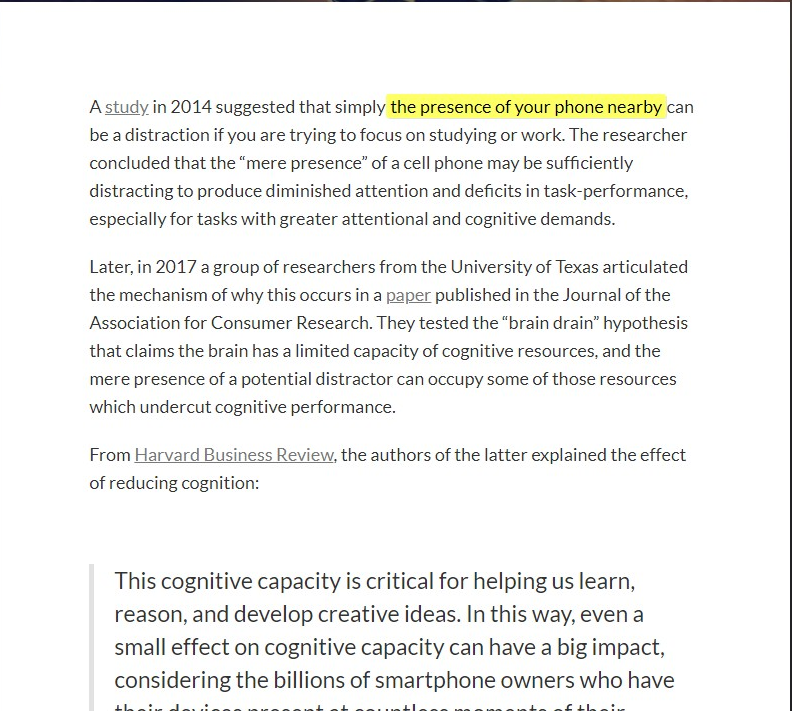 A study in 2014 suggested that simply the presence of your phone nearby can
be a distraction if you are trying to focus on studying or work. The researcher
concluded that the “mere presence” of a cell phone may be sufficiently
distracting to produce diminished attention and deficits in task-performance,
especially for tasks with greater attentional and cognitive demands.
Later, in 2017 a group of researchers from the University of Texas articulated
the mechanism of why this occurs in a paper published in the Journal of the
Association for Consumer Research. They tested the “brain drain” hypothesis
that claims the brain has a limited capacity of cognitive resources, and the
mere presence of a potential distractor can occupy some of those resources
which undercut cognitive performance.
From Harvard Business Review, the authors of the latter explained the effect
of reducing cognition:
This cognitive capacity is critical for helping us learn,
reason, and develop creative ideas. In this way, even a
small effect on cognitive capacity can have a big impact,
considering the billions of smartphone owners who have
their devices present at countless moments of their